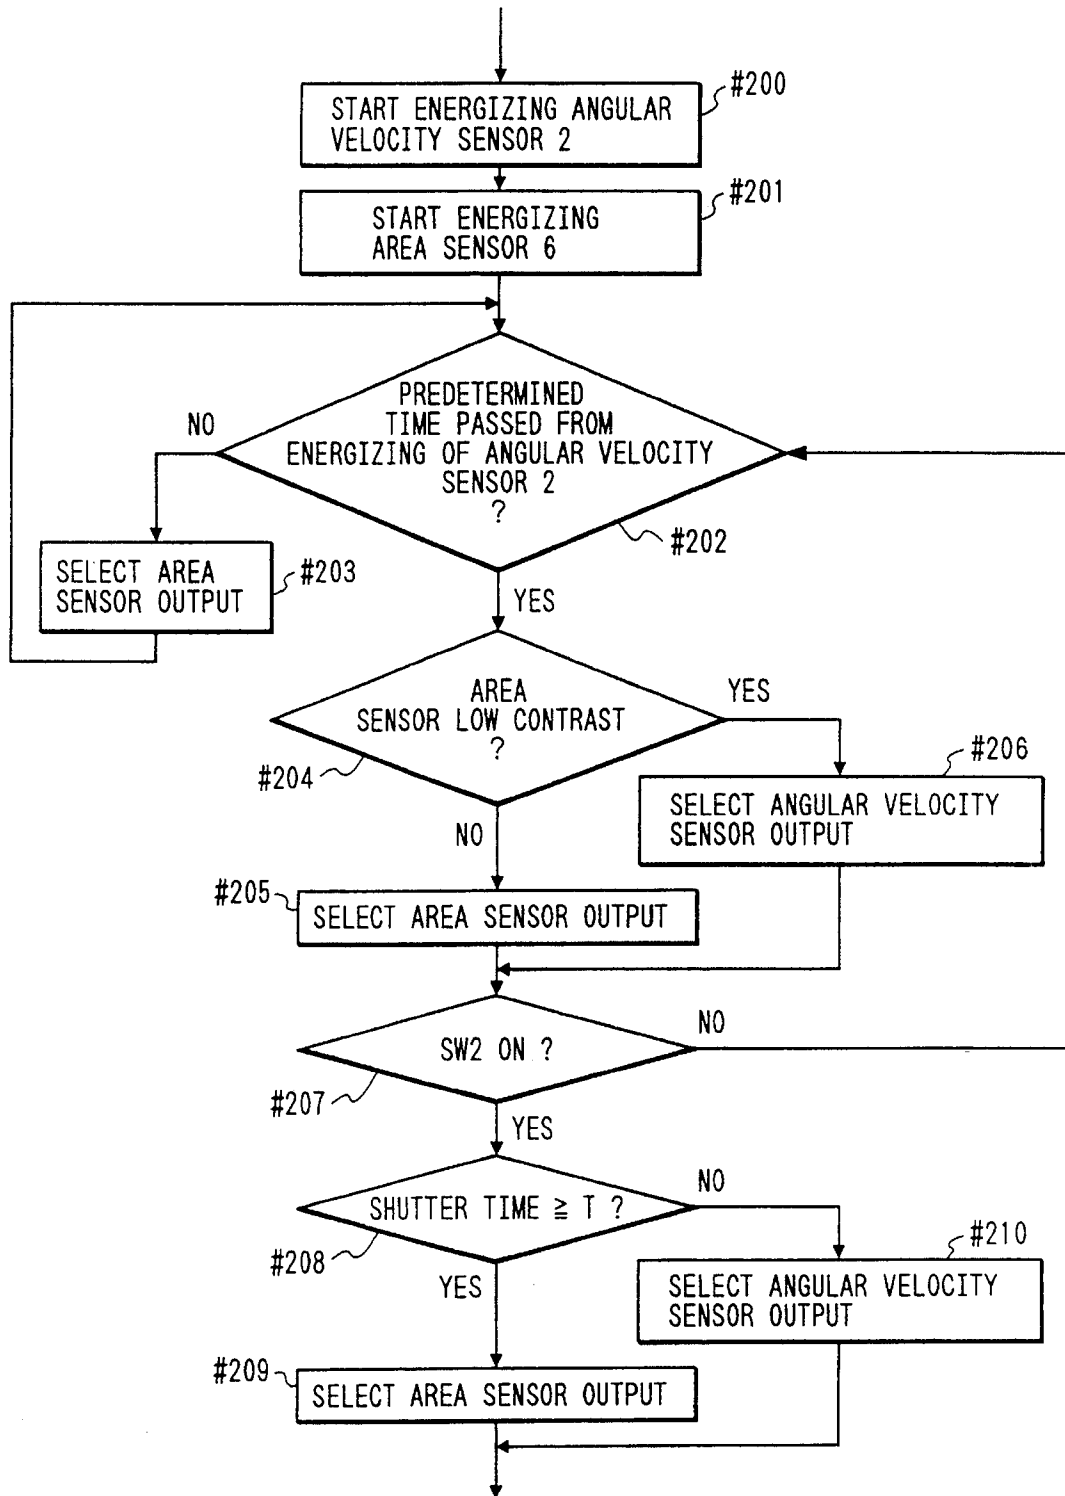 #200
START ENERGIZING ANGULAR
VELOCITY SENSOR 2
#201
START ENERGIZING
AREA SENSOR 6
PREDETERMINED
TIME PASSED FROM
ENERGIZING OF ANGULAR VELOCITY
SENSOR 2
?
NO
#202
#203
SELECT AREA
SENSOR OUTPUT
YES
AREA
SENSOR LOW CONTRAST
?
YES
#204
#206
SELECT ANGULAR VELOCITY
SENSOR OUTPUT
NO
#205
SELECT AREA SENSOR OUTPUT
SW2 ON ?
NO
#207
YES
SHUTTER TIME ≧ T ?
NO
#208
#210
SELECT ANGULAR VELOCITY
SENSOR OUTPUT
YES
#209
SELECT AREA SENSOR OUTPUT